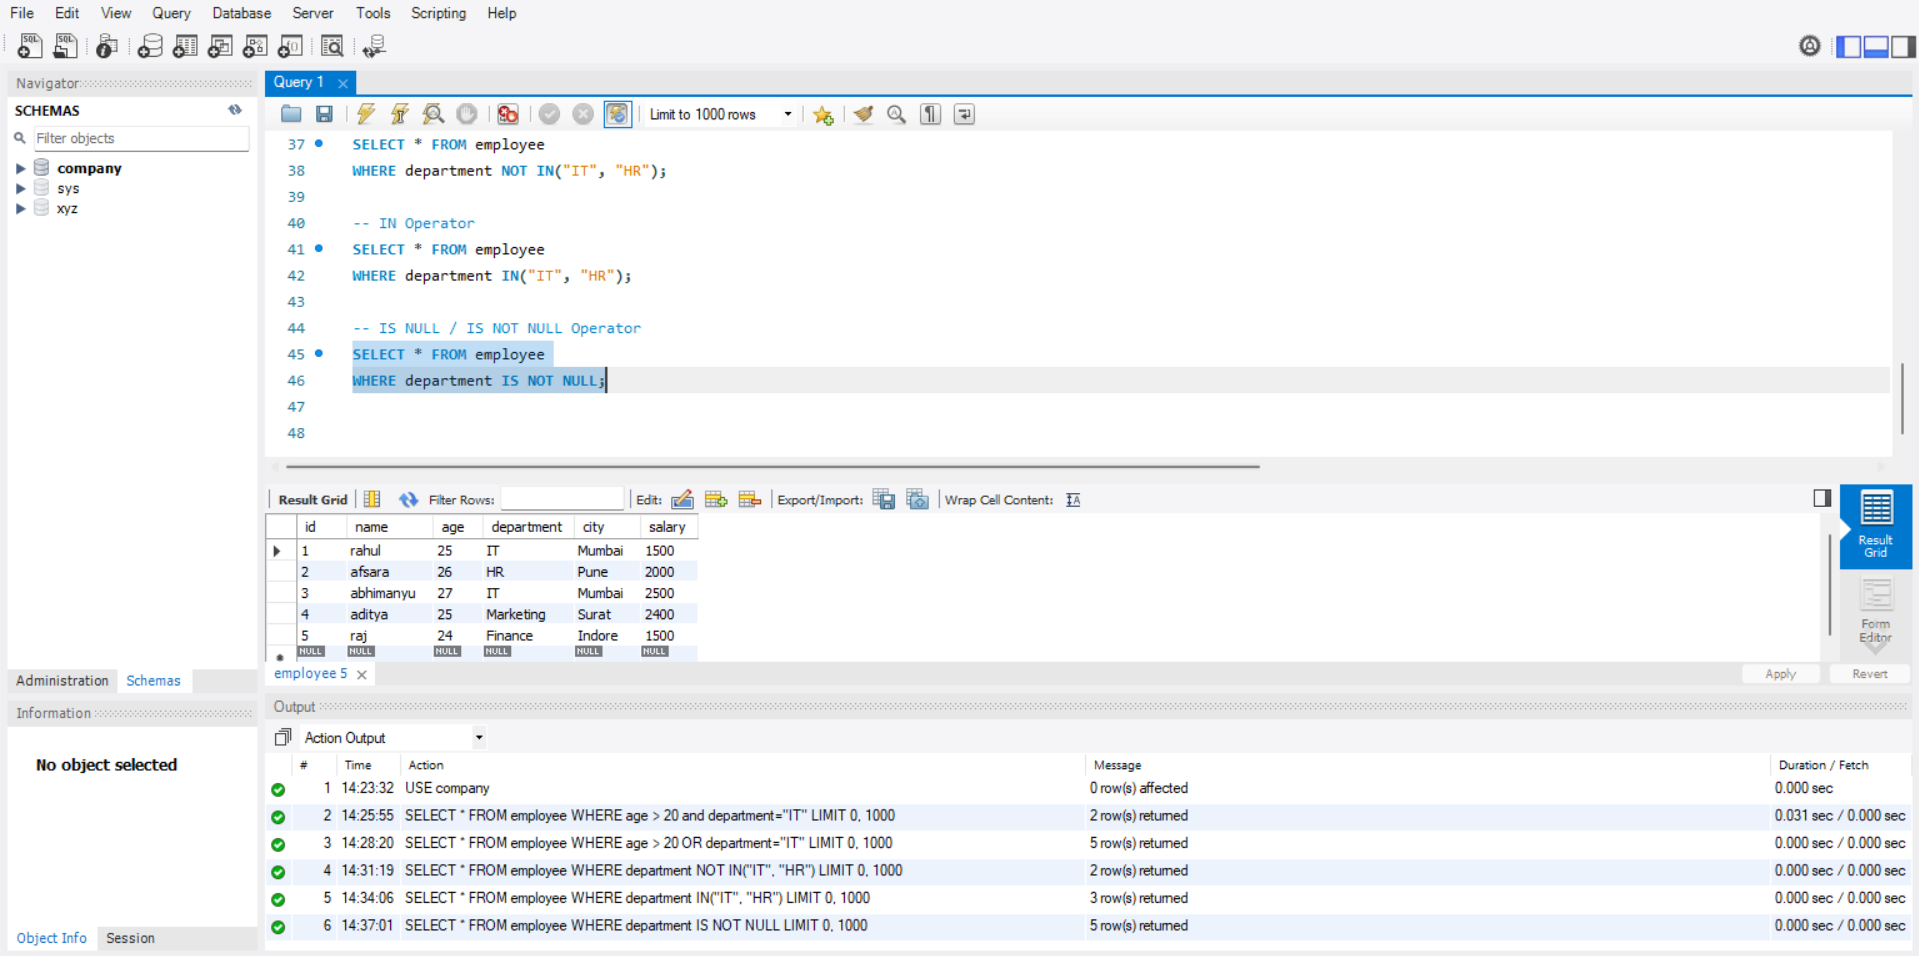 File Edit View Query Database Server Tools Scripting Help
Navigator
SCHEMAS
Filter objects
company
sys
xyz
Administration Schemas
Information
No object selected
Object Info Session
Query 1
Limit to 1000 rows
37 SELECT * FROM employee
38 WHERE department NOT IN("IT", "HR");
39
40 -- IN Operator
41 SELECT * FROM employee
42 WHERE department IN("IT", "HR");
43
44 -- IS NULL / IS NOT NULL Operator
45 SELECT * FROM employee
46 WHERE department IS NOT NULL;
47
48
Result Grid Filter Rows: Edit: Export/Import: Wrap Cell Content:
id name age department city salary
1 rahul 25 IT Mumbai 1500
2 afsara 26 HR Pune 2000
3 abhimanyu 27 IT Mumbai 2500
4 aditya 25 Marketing Surat 2400
5 raj 24 Finance Indore 1500
NULL NULL NULL NULL NULL NULL
Result
Grid
Form
Editor
employee 5 Apply Revert
Output
Action Output
# Time Action Message Duration / Fetch
1 14:23:32 USE company 0 row(s) affected 0.000 sec
2 14:25:55 SELECT * FROM employee WHERE age > 20 and department="IT" LIMIT 0, 1000 2 row(s) returned 0.031 sec / 0.000 sec
3 14:28:20 SELECT * FROM employee WHERE age > 20 OR department="IT" LIMIT 0, 1000 5 row(s) returned 0.000 sec / 0.000 sec
4 14:31:19 SELECT * FROM employee WHERE department NOT IN("IT", "HR") LIMIT 0, 1000 2 row(s) returned 0.000 sec / 0.000 sec
5 14:34:06 SELECT * FROM employee WHERE department IN("IT", "HR") LIMIT 0, 1000 3 row(s) returned 0.000 sec / 0.000 sec
6 14:37:01 SELECT * FROM employee WHERE department IS NOT NULL LIMIT 0, 1000 5 row(s) returned 0.000 sec / 0.000 sec